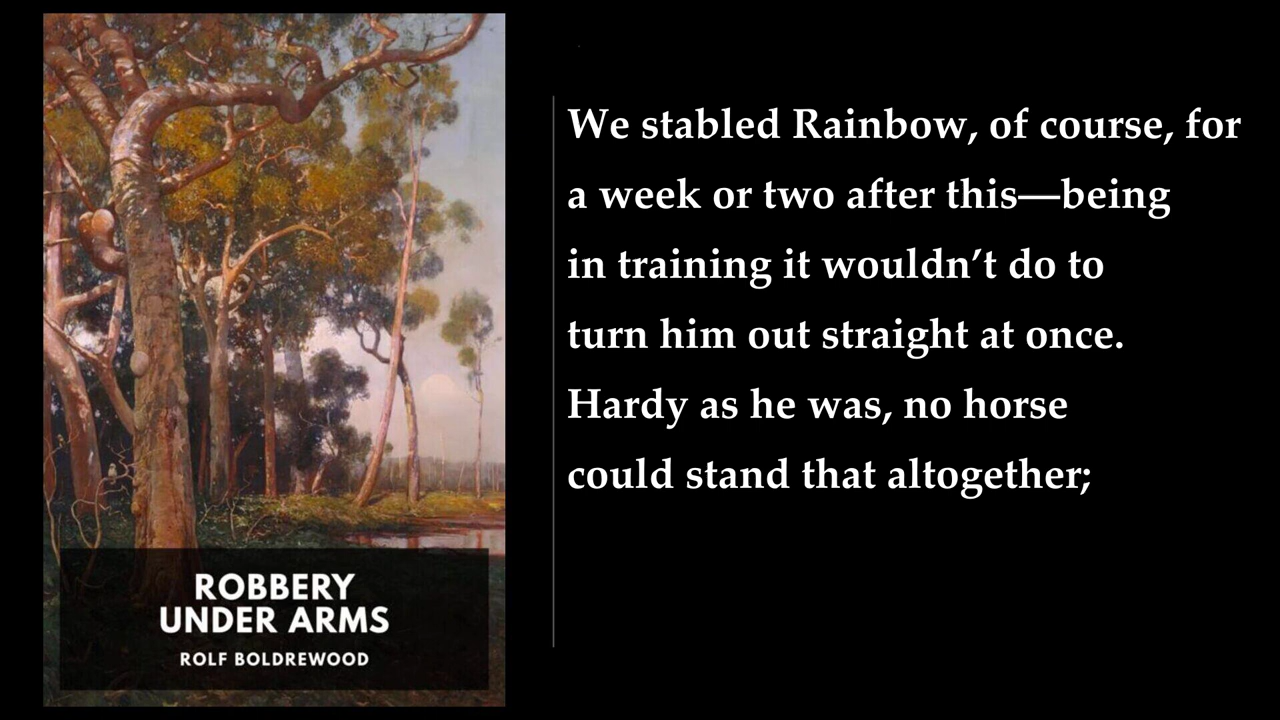 ROBBERY
UNDER ARMS
ROLF BOLDREWOOD
We stabled Rainbow, of course, for
a week or two after this—being
in training it wouldn’t do to
turn him out straight at once.
Hardy as he was, no horse
could stand that altogether;